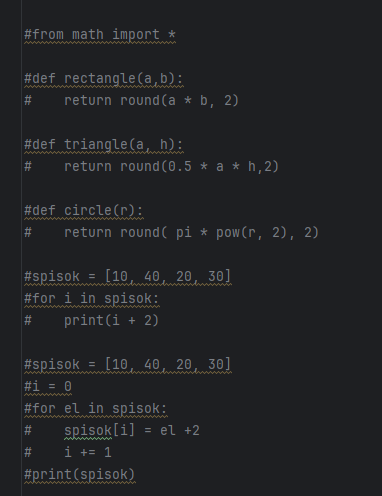 #from math import *
#def rectangle(a,b):
#    return round(a * b, 2)
#def triangle(a, h):
#    return round(0.5 * a * h,2)
#def circle(r):
#    return round( pi * pow(r, 2), 2)
#spisok = [10, 40, 20, 30]
#for i in spisok:
#    print(i + 2)
#spisok = [10, 40, 20, 30]
#i = 0
#for el in spisok:
#    spisok[i] = el +2
#    i += 1
#print(spisok)